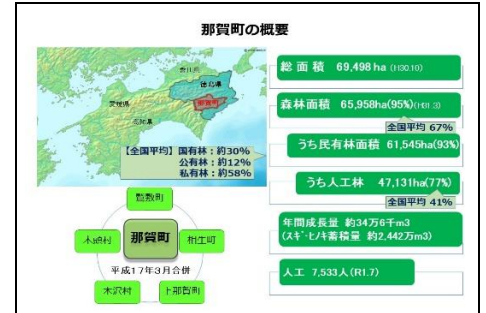 那賀町の概要
香川県
徳島県
愛媛県
那賀町
高知県
【全国平均】国有林：約30%
公有林：約12%
私有林：約58%
鷲敷町
木頭村
那賀町
相生町
平成17年3月合併
木沢村
上那賀町
総面積 69,498 ha (H30.10)
森林面積 65,958ha(95%)(H31.3)
全国平均 67%
うち民有林面積 61,545ha(93%)
うち人工林 47,131ha(77%)
全国平均 41%
年間成長量 約34万6千m3
(スギ・ヒノキ蓄積量 約2,442万m3)
人工 7,533人(R1.7)